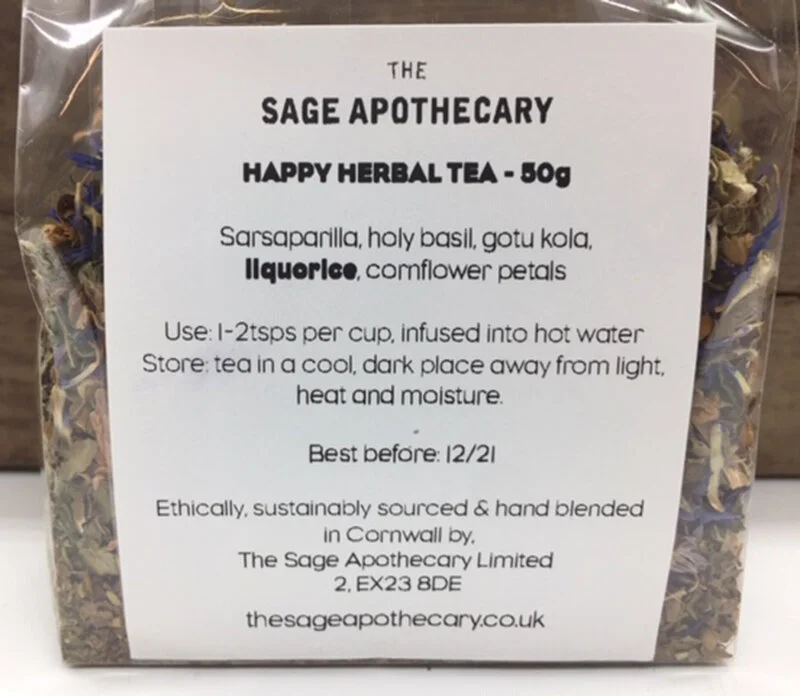 THE
SAGE APOTHECARY
HAPPY HERBAL TEA - 50g
Sarsaparilla, holy basil, gotu kola,
liquorice, cornflower petals
Use: 1-2tsps per cup, infused into hot water
Store: tea in a cool, dark place away from light,
heat and moisture.
Best before: 12/21
Ethically, sustainably sourced & hand blended
in Cornwall by,
The Sage Apothecary Limited
2, EX23 8DE
thesageapothecary.co.uk